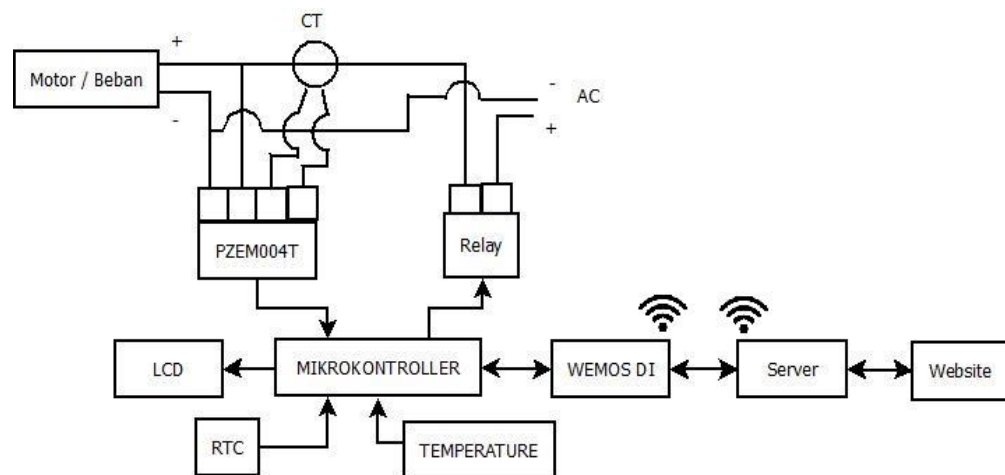 CT
+
Motor / Beban
-
AC
-
+
PZEM004T
Relay
LCD
MIKROKONTROLLER
WEMOS DI
Server
Website
RTC
TEMPERATURE